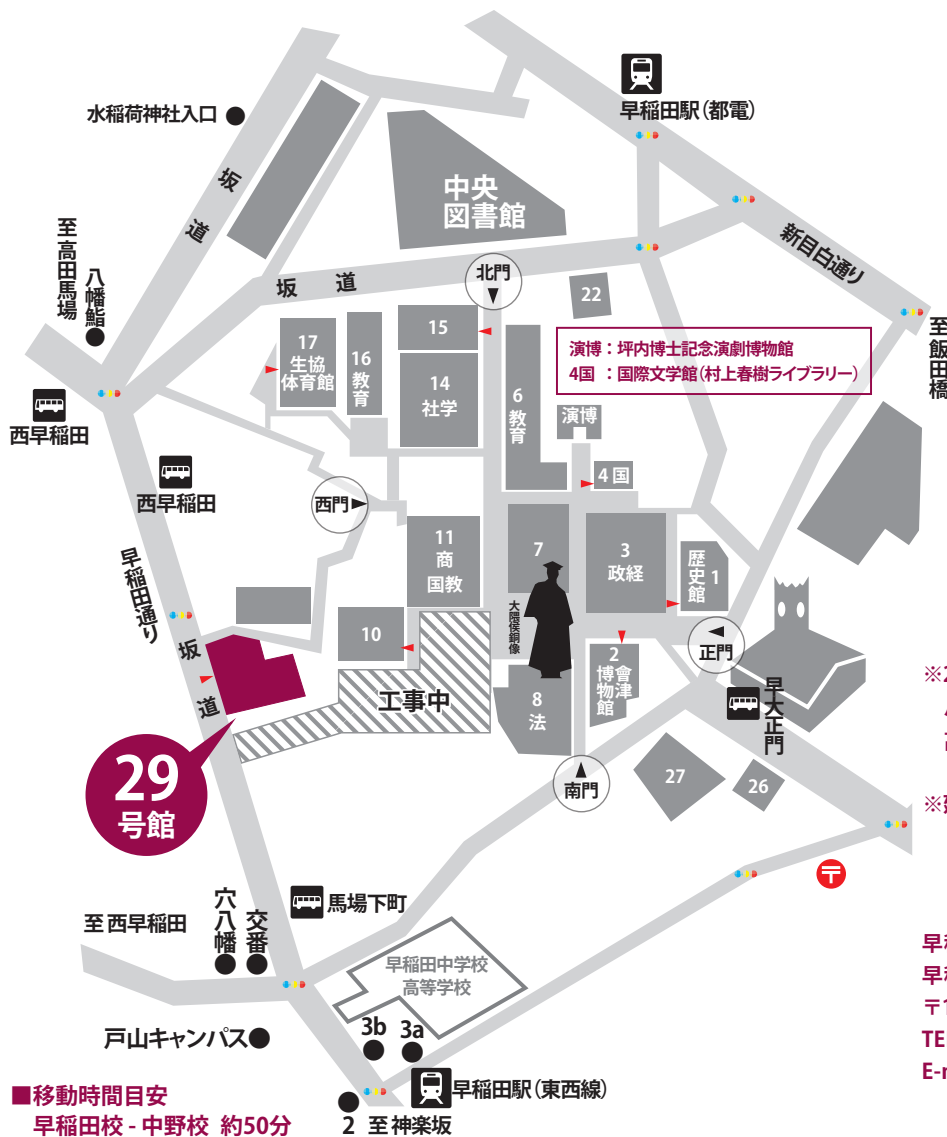 早稲田駅（都電）
水稲荷神社入口
坂道
中央
図書館
至高田馬場
八幡鮨
坂道
北門
新目白通り
22
15
17
生協
体育館
16
教育
14
社学
6
教育
演博：坪内博士記念演劇博物館
4国 ：国際文学館（村上春樹ライブラリー）
至飯田橋
演博
4 国
西早稲田
西早稲田
西門
11
商
国教
7
3
政経
歴史館
1
早稲田通り
大隈侯銅像
10
正門
坂道
2
會津
博物館
8
法
工事中
早大正門
29
号館
南門
27
26
〒
馬場下町
穴八幡
交番
至 西早稲田
早稲田中学校
高等学校
戸山キャンパス
3b
3a
早稲田駅（東西線）
2
至 神楽坂
■移動時間目安
早稲田校 - 中野校 約50分
※2
※
早稲
早稲
〒1
TE